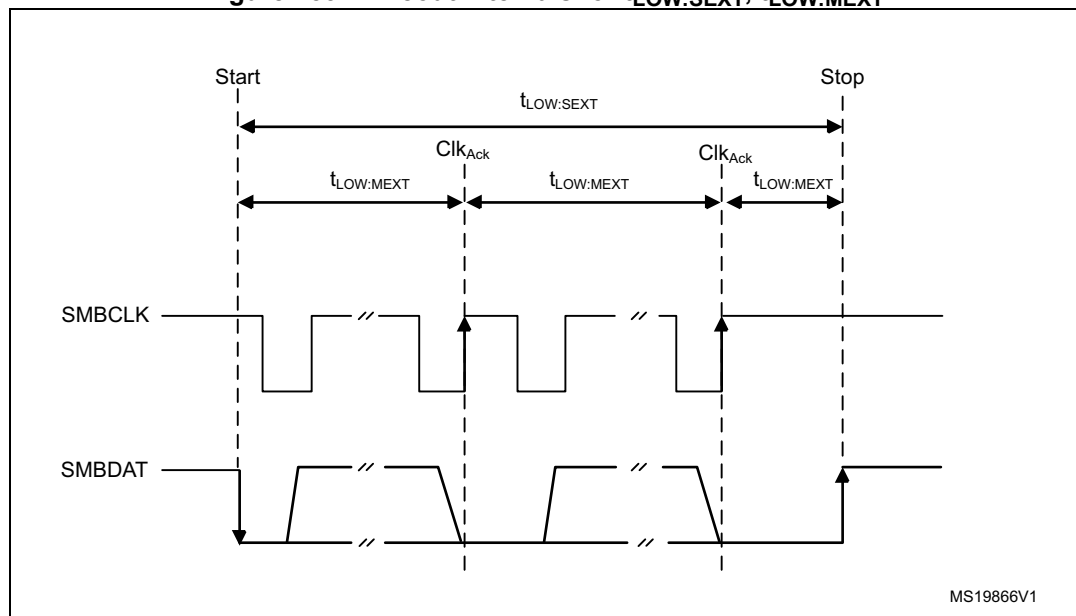 Start
Stop
tLOW:SEXT
ClkAck
ClkAck
tLOW:MEXT
tLOW:MEXT
tLOW:MEXT
SMBCLK
SMBDAT
MS19866V1